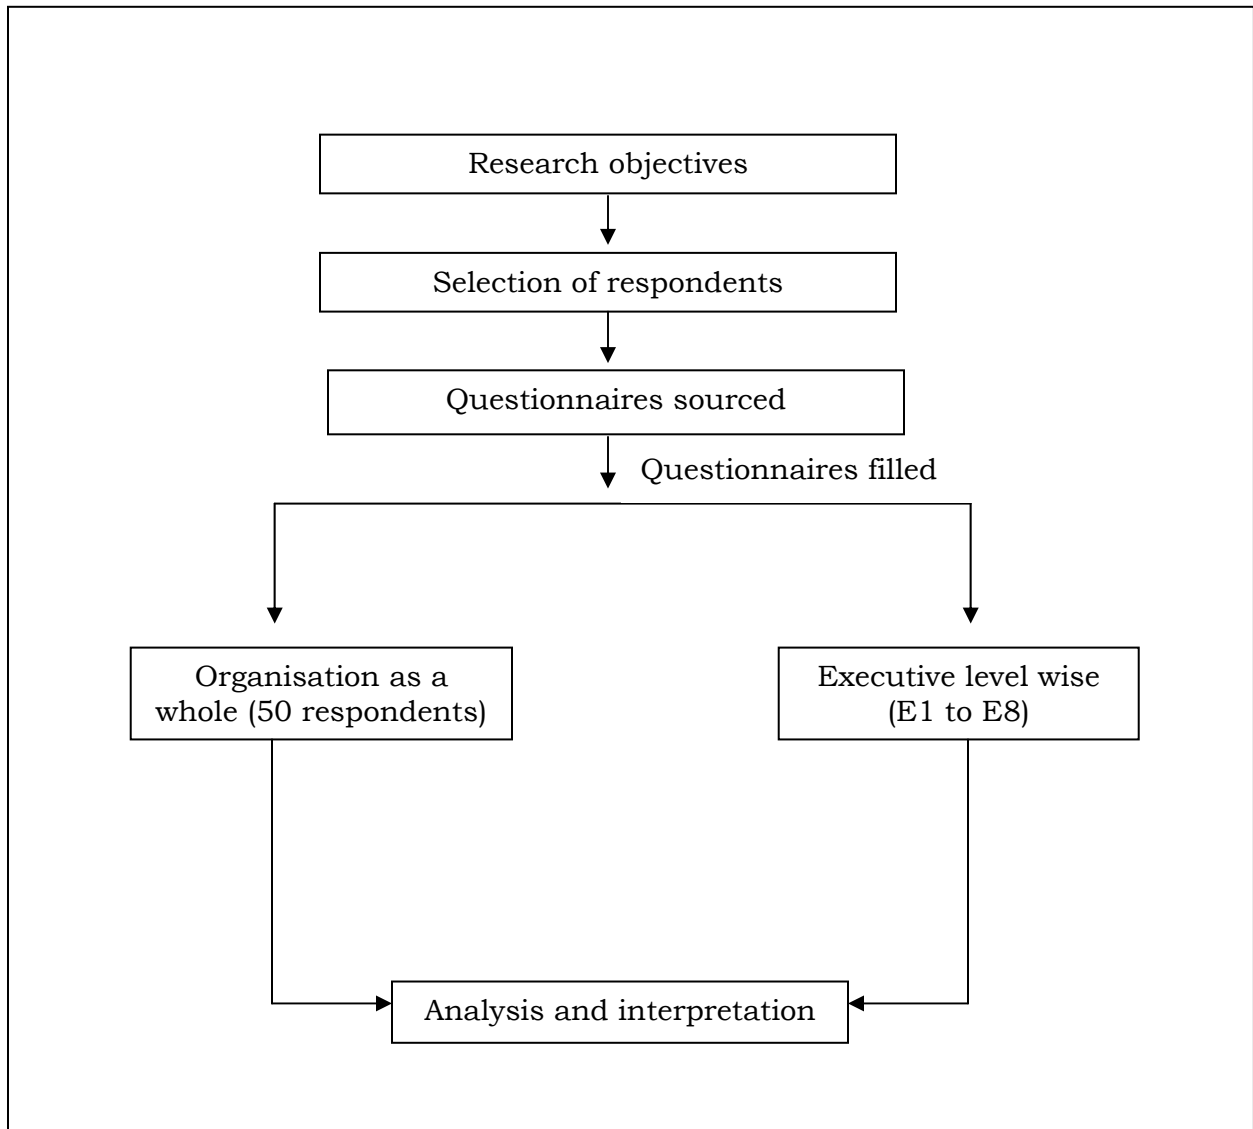 Research objectives
Selection of respondents
Questionnaires sourced
Questionnaires filled
Organisation as a
whole (50 respondents)
Executive level wise
(E1 to E8)
Analysis and interpretation